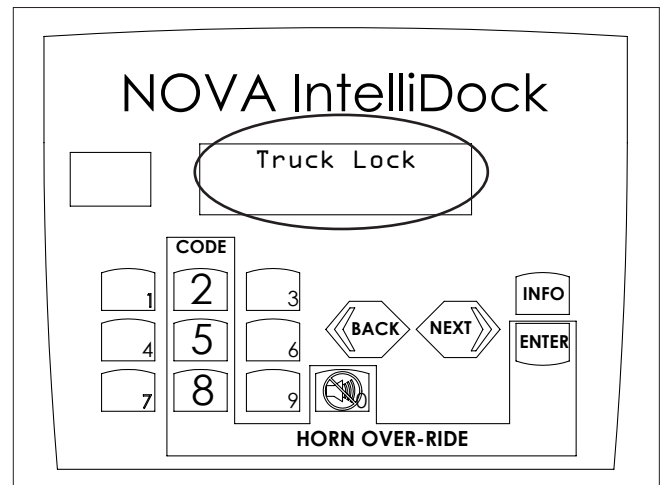 NOVA IntelliDock
Truck Lock
CODE
1 2 3
4 5 6
7 8 9 0
BACK NEXT
INFO
ENTER
HORN OVER-RIDE